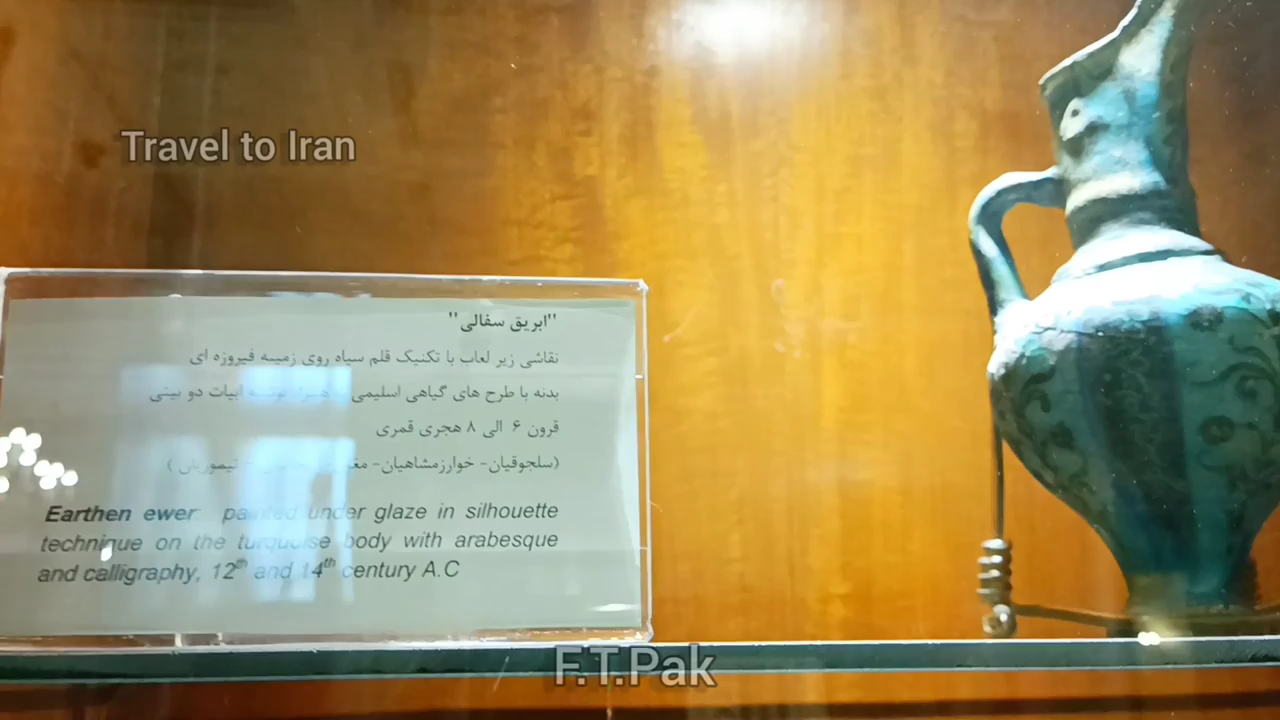 Travel to Iran
"ابریق سفالی"
نقاشی زیر لعاب با تکنیک قلم سیاه روی زمینه فیروزه ای
بدنه با طرح های گیاهی اسلیمی همراه نوشته ابیات دو بیتی
قرون ۶ الی ۸ هجری قمری
(سلجوقیان- خوارزمشاهیان- تیموریان )
Earthen ewer: painted under glaze in silhouette
technique on the turquoise body with arabesque
and calligraphy, 12th and 14th century A.C
F.T.Pak